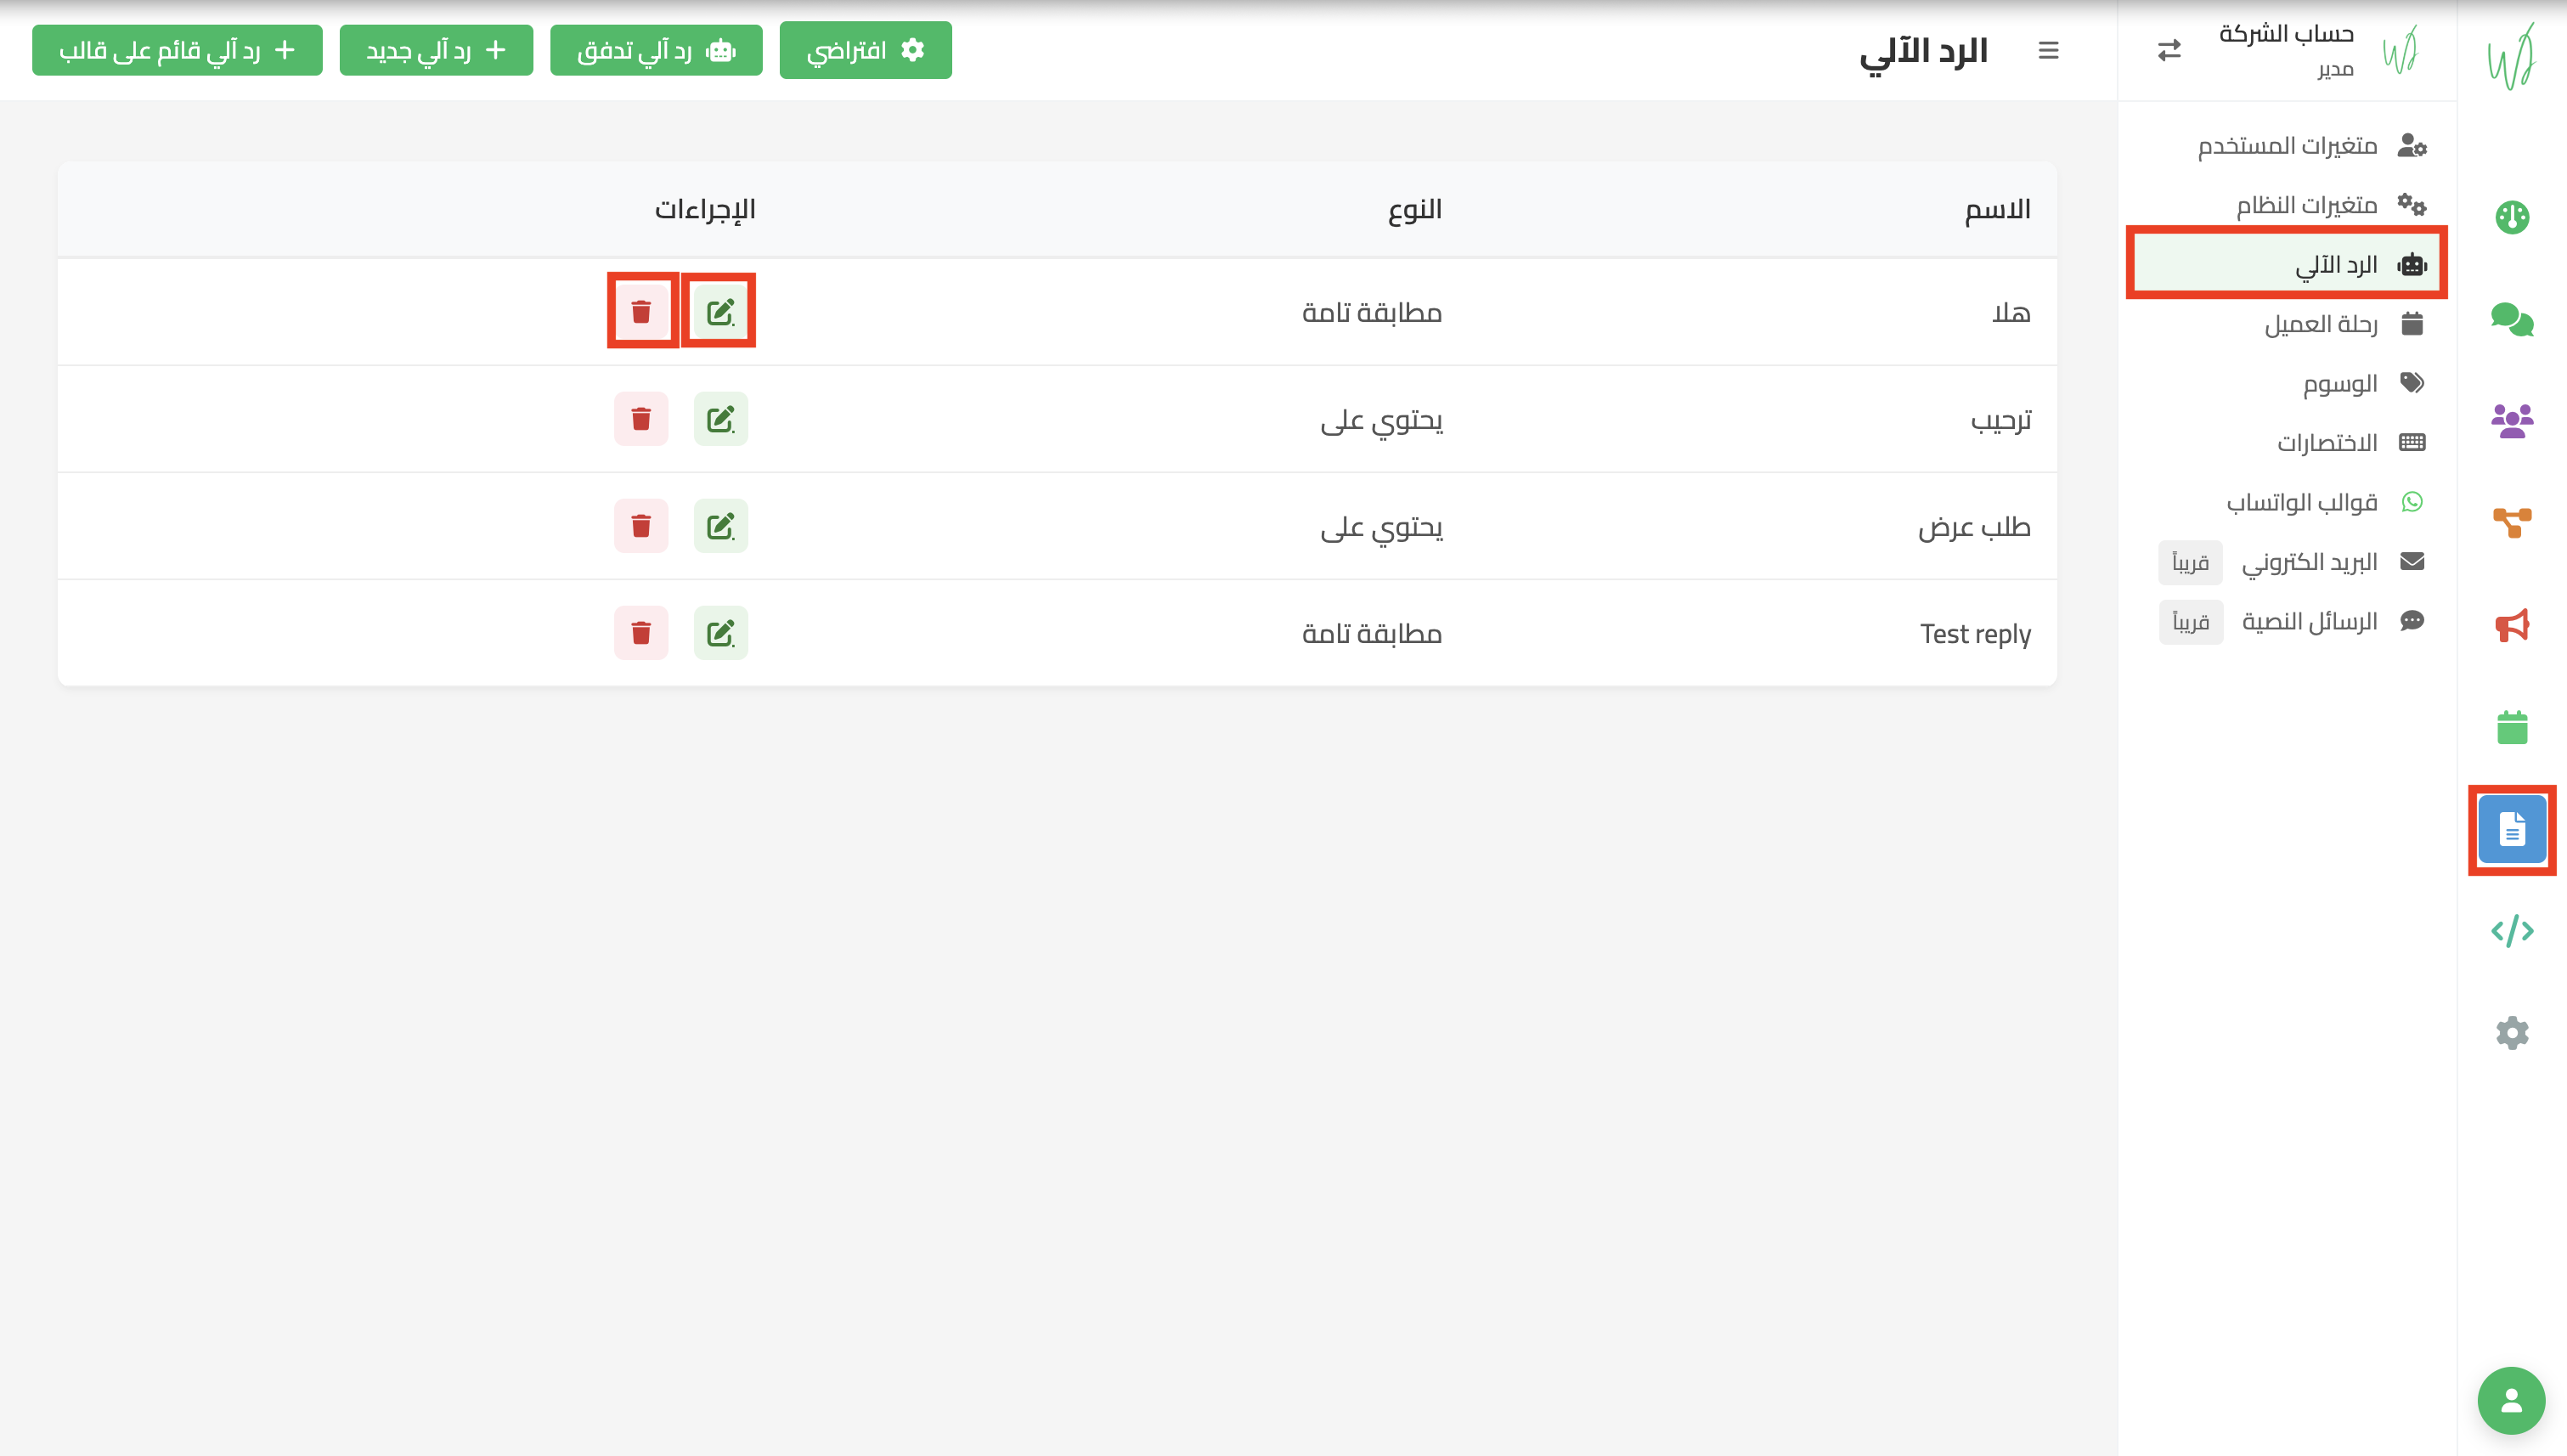 حساب الشركة
مدير
متغيرات المستخدم
متغيرات النظام
الرد الآلي
رحلة العميل
الوسوم
الاختصارات
قوالب الواتساب
البريد الكتروني قريباً
الرسائل النصية قريباً
الرد الآلي
افتراضي
رد آلي تدفق
رد آلي جديد
رد آلي قائم على قالب
الاسم النوع الإجراءات
هلا مطابقة تامة
ترحيب يحتوي على
طلب عرض يحتوي على
Test reply مطابقة تامة